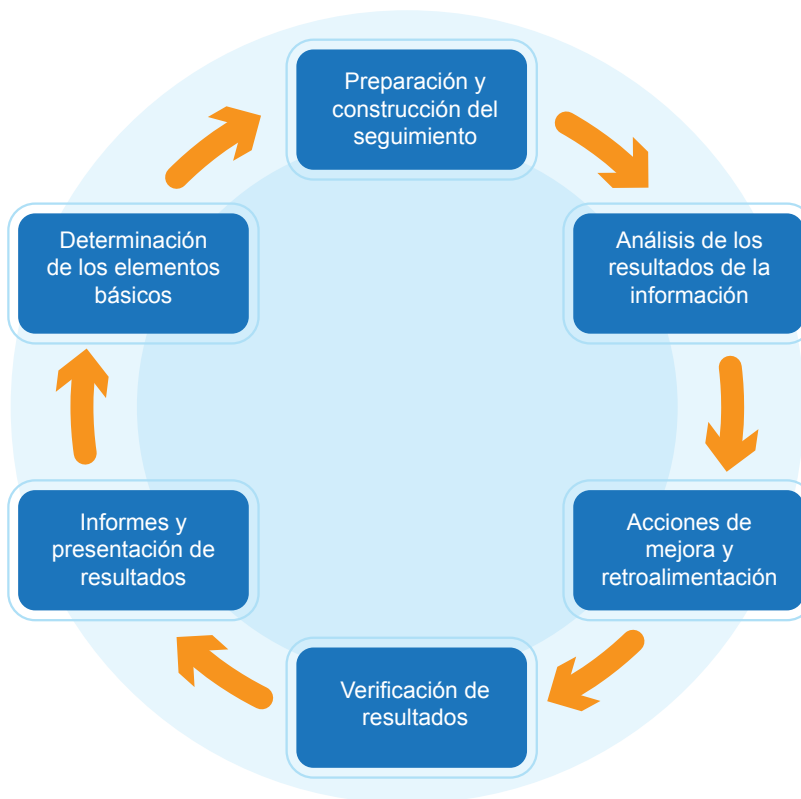 Preparación y
construcción del
seguimiento
Análisis de los
resultados de la
información
Acciones de
mejora y
retroalimentación
Verificación de
resultados
Informes y
presentación de
resultados
Determinación
de los elementos
básicos